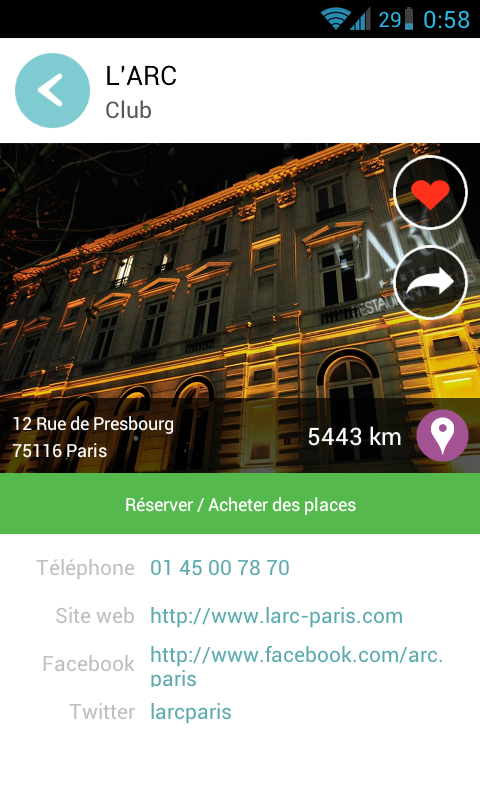 29 0:58
L'ARC
Club
L'ARC
12 Rue de Presbourg
75116 Paris
5443 km
Réserver / Acheter des places
Téléphone 01 45 00 78 70
Site web http://www.larc-paris.com
Facebook http://www.facebook.com/arc.
paris
Twitter larcparis